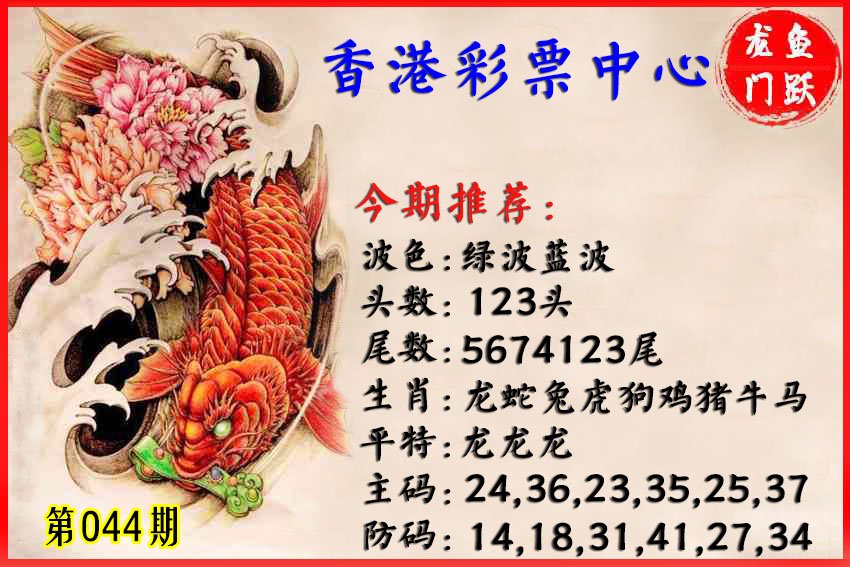 香港彩票中心
龙鱼
门跃
今期推荐:
波色:绿波蓝波
头数:123头
尾数:5674123尾
生肖:龙蛇兔虎狗鸡猪牛马
平特:龙龙龙
主码:24,36,23,35,25,37
防码:14,18,31,41,27,34
第044期